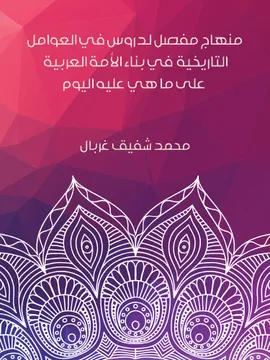 منهاج مفصل لدروس في العوامل
التاريخية في بناء الأمة العربية
على ما هي عليه اليوم
محمد شفيق غربال